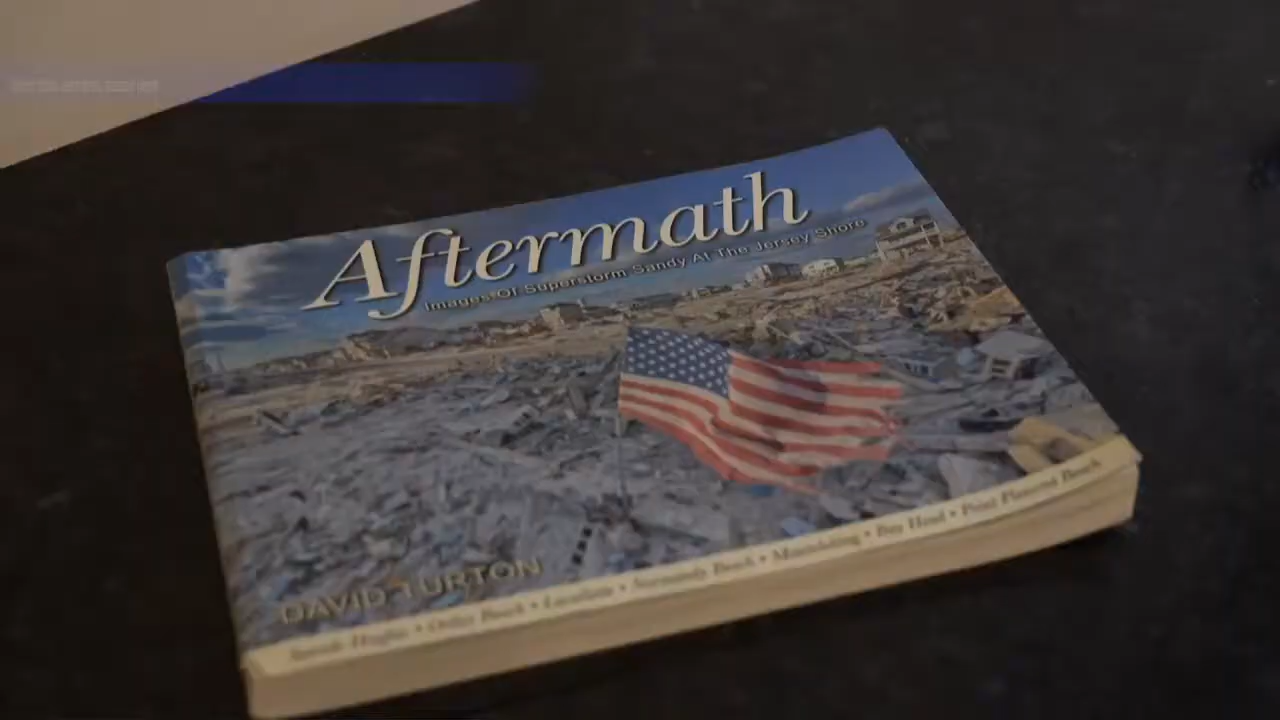 Aftermath
Images Of Superstorm Sandy At The Jersey Shore
DAVID TURTON
Seaside Heights • Ortley Beach • Lavallette • Normandy Beach • Mantoloking • Bay Head • Point Pleasant Beach